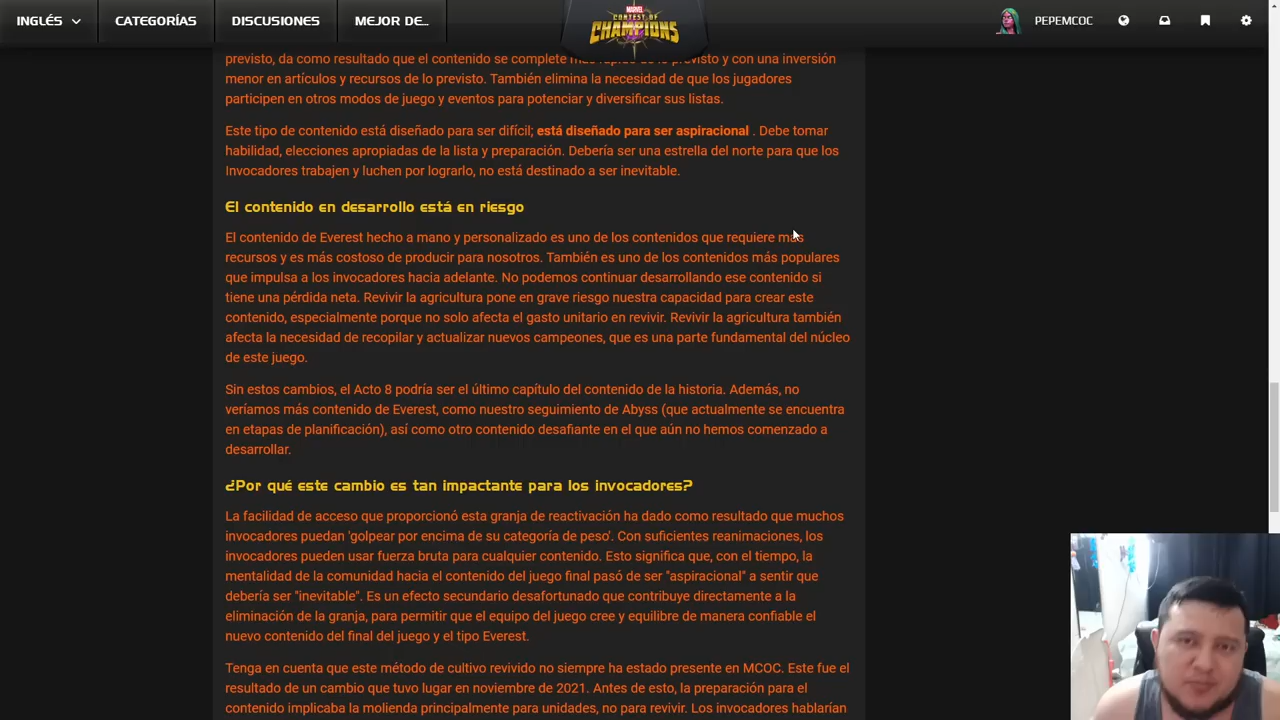 INGLÉS
CATEGORÍAS
DISCUSIONES
MEJOR DE...
MARVEL
CONTEST OF
CHAMPIONS
PEPEMCOC
previsto, da como resultado que el contenido se complete más rápido de lo previsto y con una inversión
menor en artículos y recursos de lo previsto. También elimina la necesidad de que los jugadores
participen en otros modos de juego y eventos para potenciar y diversificar sus listas.
Este tipo de contenido está diseñado para ser difícil; está diseñado para ser aspiracional . Debe tomar
habilidad, elecciones apropiadas de la lista y preparación. Debería ser una estrella del norte para que los
Invocadores trabajen y luchen por lograrlo, no está destinado a ser inevitable.
El contenido en desarrollo está en riesgo
El contenido de Everest hecho a mano y personalizado es uno de los contenidos que requiere más
recursos y es más costoso de producir para nosotros. También es uno de los contenidos más populares
que impulsa a los invocadores hacia adelante. No podemos continuar desarrollando ese contenido si
tiene una pérdida neta. Revivir la agricultura pone en grave riesgo nuestra capacidad para crear este
contenido, especialmente porque no solo afecta el gasto unitario en revivir. Revivir la agricultura también
afecta la necesidad de recopilar y actualizar nuevos campeones, que es una parte fundamental del núcleo
de este juego.
Sin estos cambios, el Acto 8 podría ser el último capítulo del contenido de la historia. Además, no
veríamos más contenido de Everest, como nuestro seguimiento de Abyss (que actualmente se encuentra
en etapas de planificación), así como otro contenido desafiante en el que aún no hemos comenzado a
desarrollar.
¿Por qué este cambio es tan impactante para los invocadores?
La facilidad de acceso que proporcionó esta granja de reactivación ha dado como resultado que muchos
invocadores puedan 'golpear por encima de su categoría de peso'. Con suficientes reanimaciones, los
invocadores pueden usar fuerza bruta para cualquier contenido. Esto significa que, con el tiempo, la
mentalidad de la comunidad hacia el contenido del juego final pasó de ser "aspiracional" a sentir que
debería ser "inevitable". Es un efecto secundario desafortunado que contribuye directamente a la
eliminación de la granja, para permitir que el equipo del juego cree y equilibre de manera confiable el
nuevo contenido del final del juego y el tipo Everest.
Tenga en cuenta que este método de cultivo revivido no siempre ha estado presente en MCOC. Este fue el
resultado de un cambio que tuvo lugar en noviembre de 2021. Antes de esto, la preparación para el
contenido implicaba la molienda principalmente para unidades, no para revivir. Los invocadores hablarían